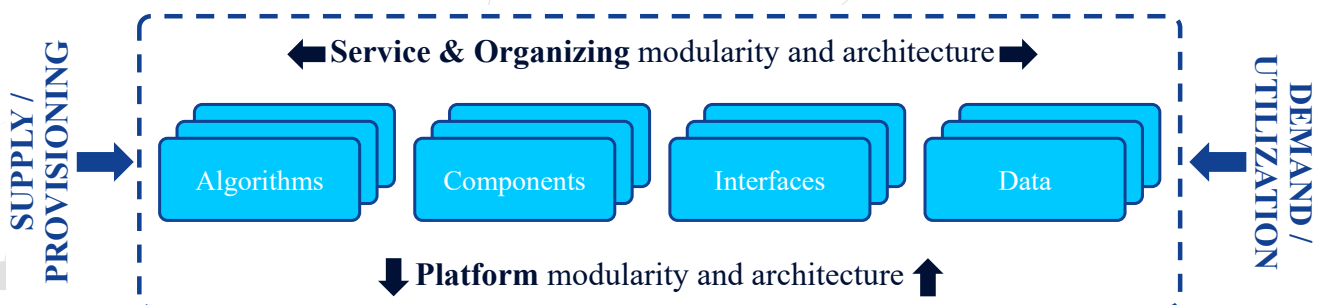 SUPPLY /
PROVISIONING
Service & Organizing modularity and architecture
Algorithms
Components
Interfaces
Data
Platform modularity and architecture
DEMAND /
UTILIZATION